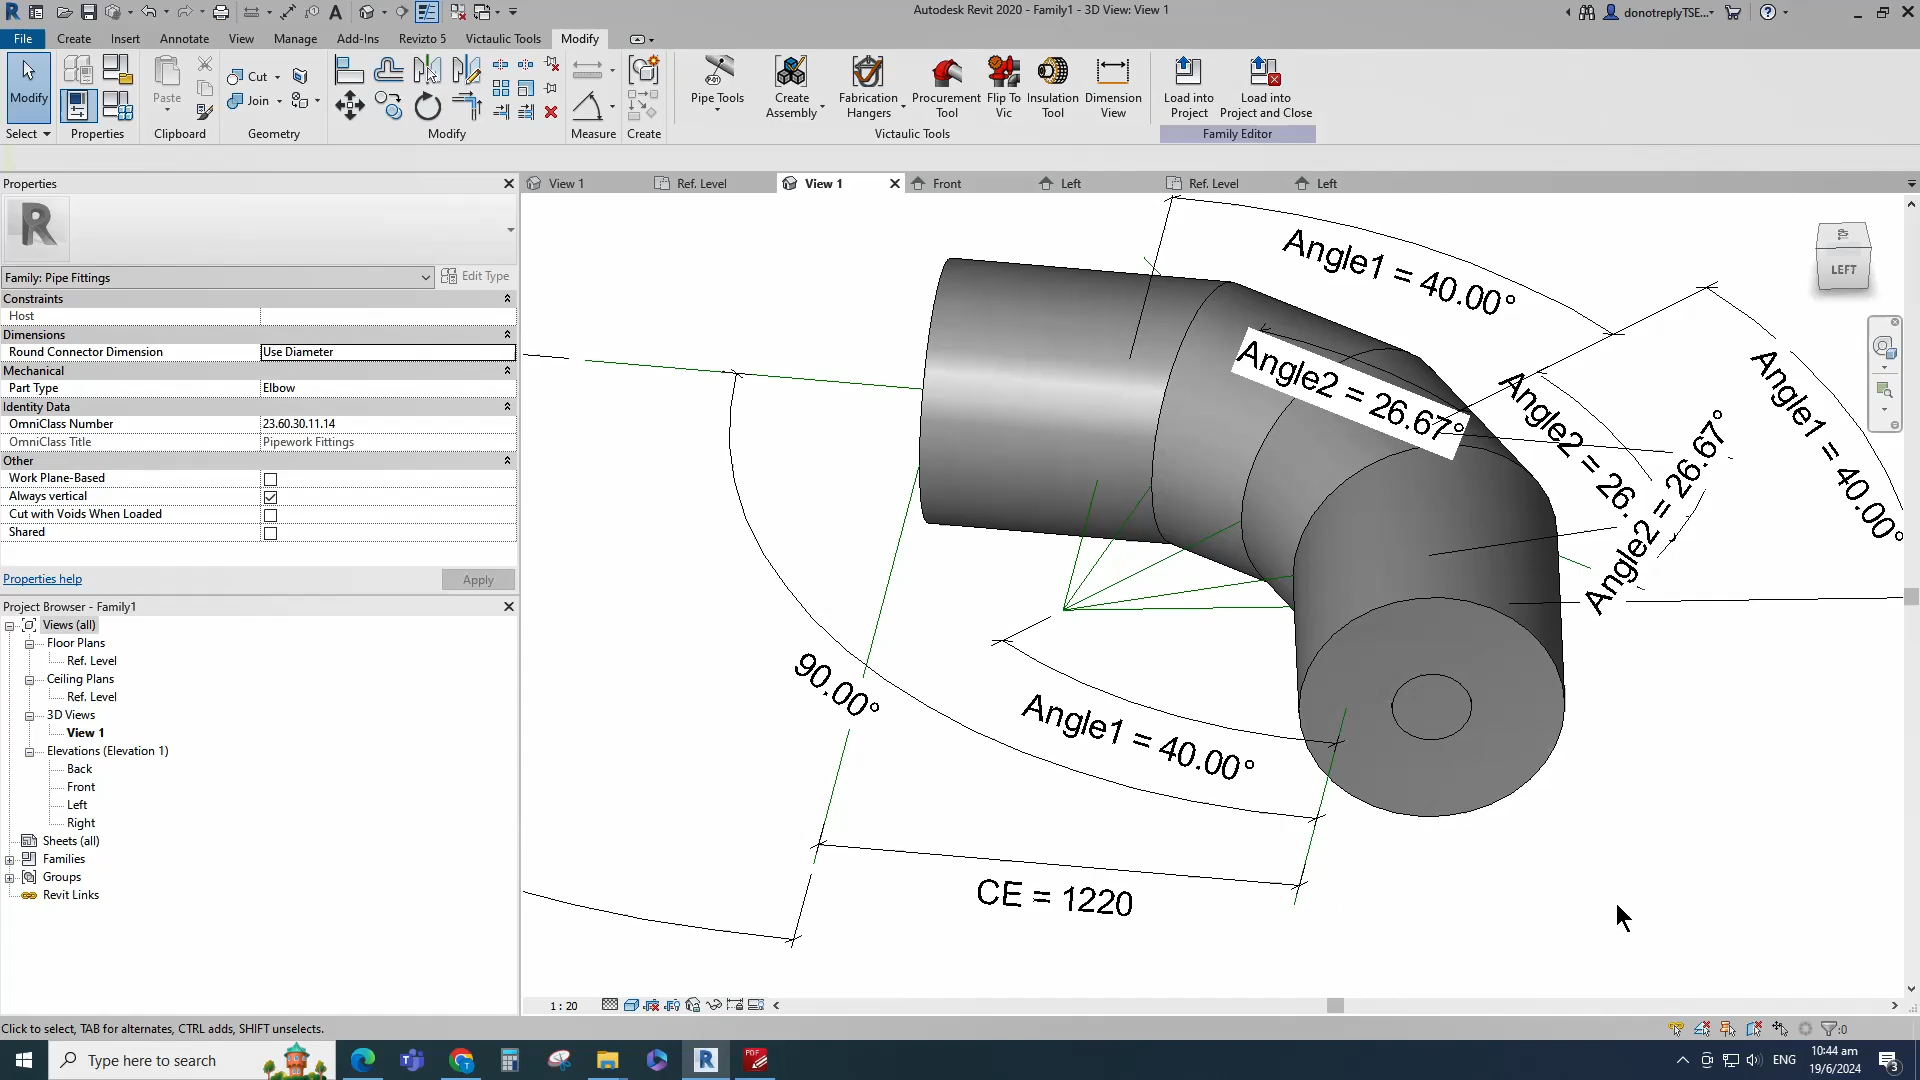 Autodesk Revit 2020 - Family1 - 3D View: View 1
donotreplyTSE...
File
Create
Insert
Annotate
View
Manage
Add-Ins
Revizto 5
Victaulic Tools
Modify
Modify
Paste
Cut
Join
Pipe Tools
Create Assembly
Fabrication Hangers
Procurement Tool
Flip To Vic
Insulation Tool
Dimension View
Load into Project
Load into Project and Close
Select
Properties
Clipboard
Geometry
Modify
Measure
Create
Victaulic Tools
Family Editor
Properties
View 1
Ref. Level
View 1
Front
Left
Ref. Level
Left
Family: Pipe Fittings
Edit Type
Constraints
Host
Dimensions
Round Connector Dimension
Use Diameter
Mechanical
Part Type
Elbow
Identity Data
OmniClass Number
23.60.30.11.14
OmniClass Title
Pipework Fittings
Other
Work Plane-Based
Always vertical
Cut with Voids When Loaded
Shared
Properties help
Apply
Project Browser - Family1
Views (all)
Floor Plans
Ref. Level
Ceiling Plans
Ref. Level
3D Views
View 1
Elevations (Elevation 1)
Back
Front
Left
Right
Sheets (all)
Families
Groups
Revit Links
Angle1 = 40.00°
Angle2 = 26.67°
Angle2 = 26.
Angle2 = 26.67°
Angle1 = 40.00°
LEFT
90.00°
Angle1 = 40.00°
CE = 1220
1 : 20
Click to select, TAB for alternates, CTRL adds, SHIFT unselects.
:0
Type here to search
ENG
10:44 am
19/6/2024
3